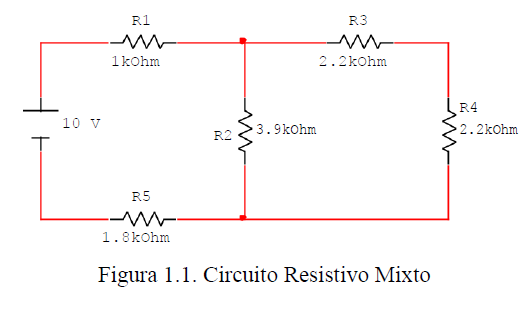 R1
R3
1kOhm
2.2kOhm
10 V
R2
3.9kOhm
R4
2.2kOhm
R5
1.8kOhm
Figura 1.1. Circuito Resistivo Mixto